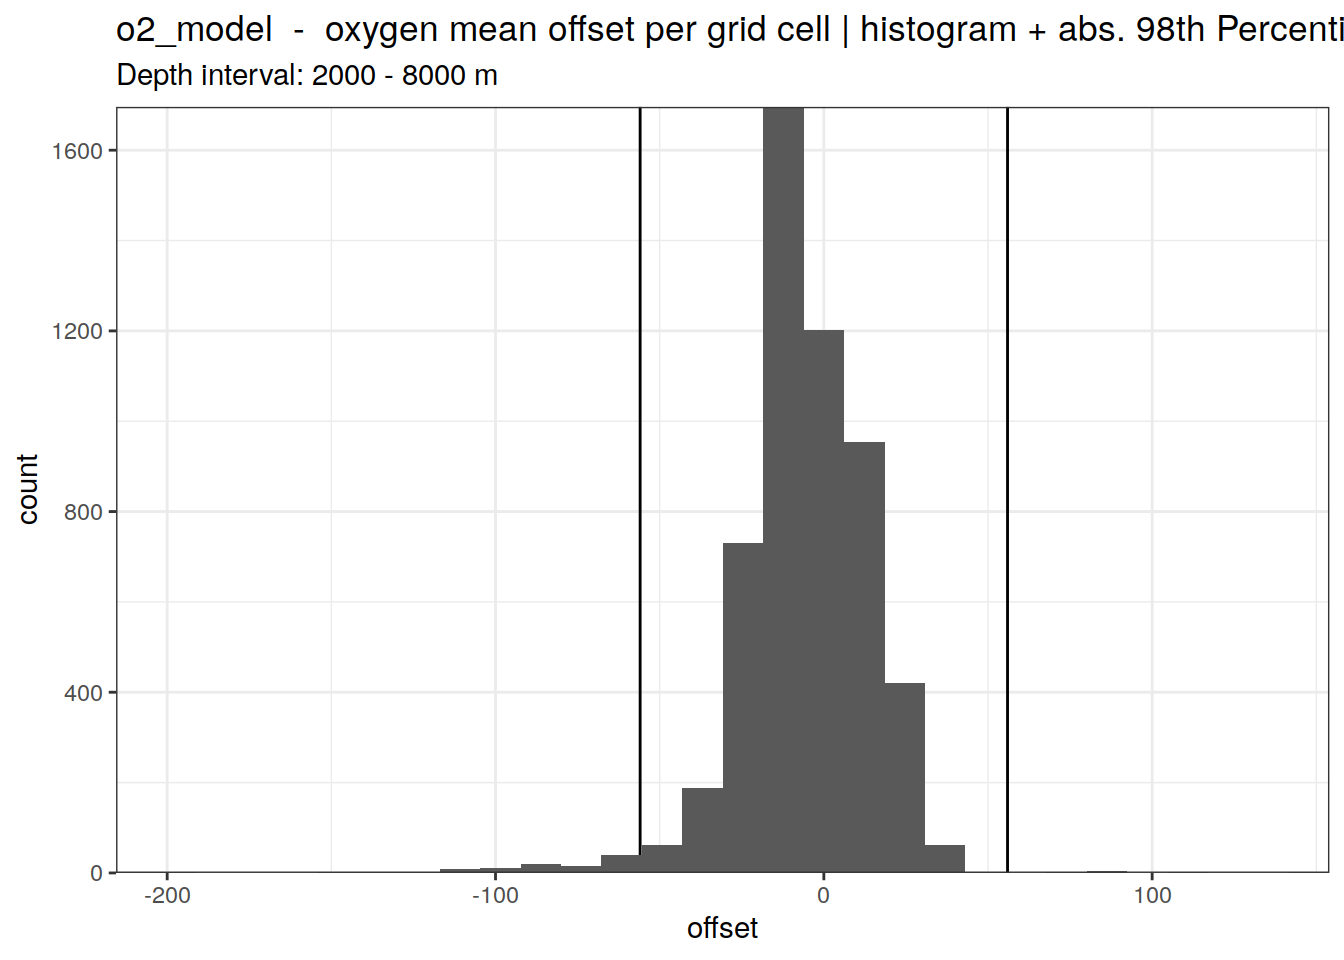 o2_model  -  oxygen mean offset per grid cell | histogram + abs. 98th Percenti
Depth interval: 2000 - 8000 m
1600
1200
800
400
0
count
-200
-100
0
100
offset